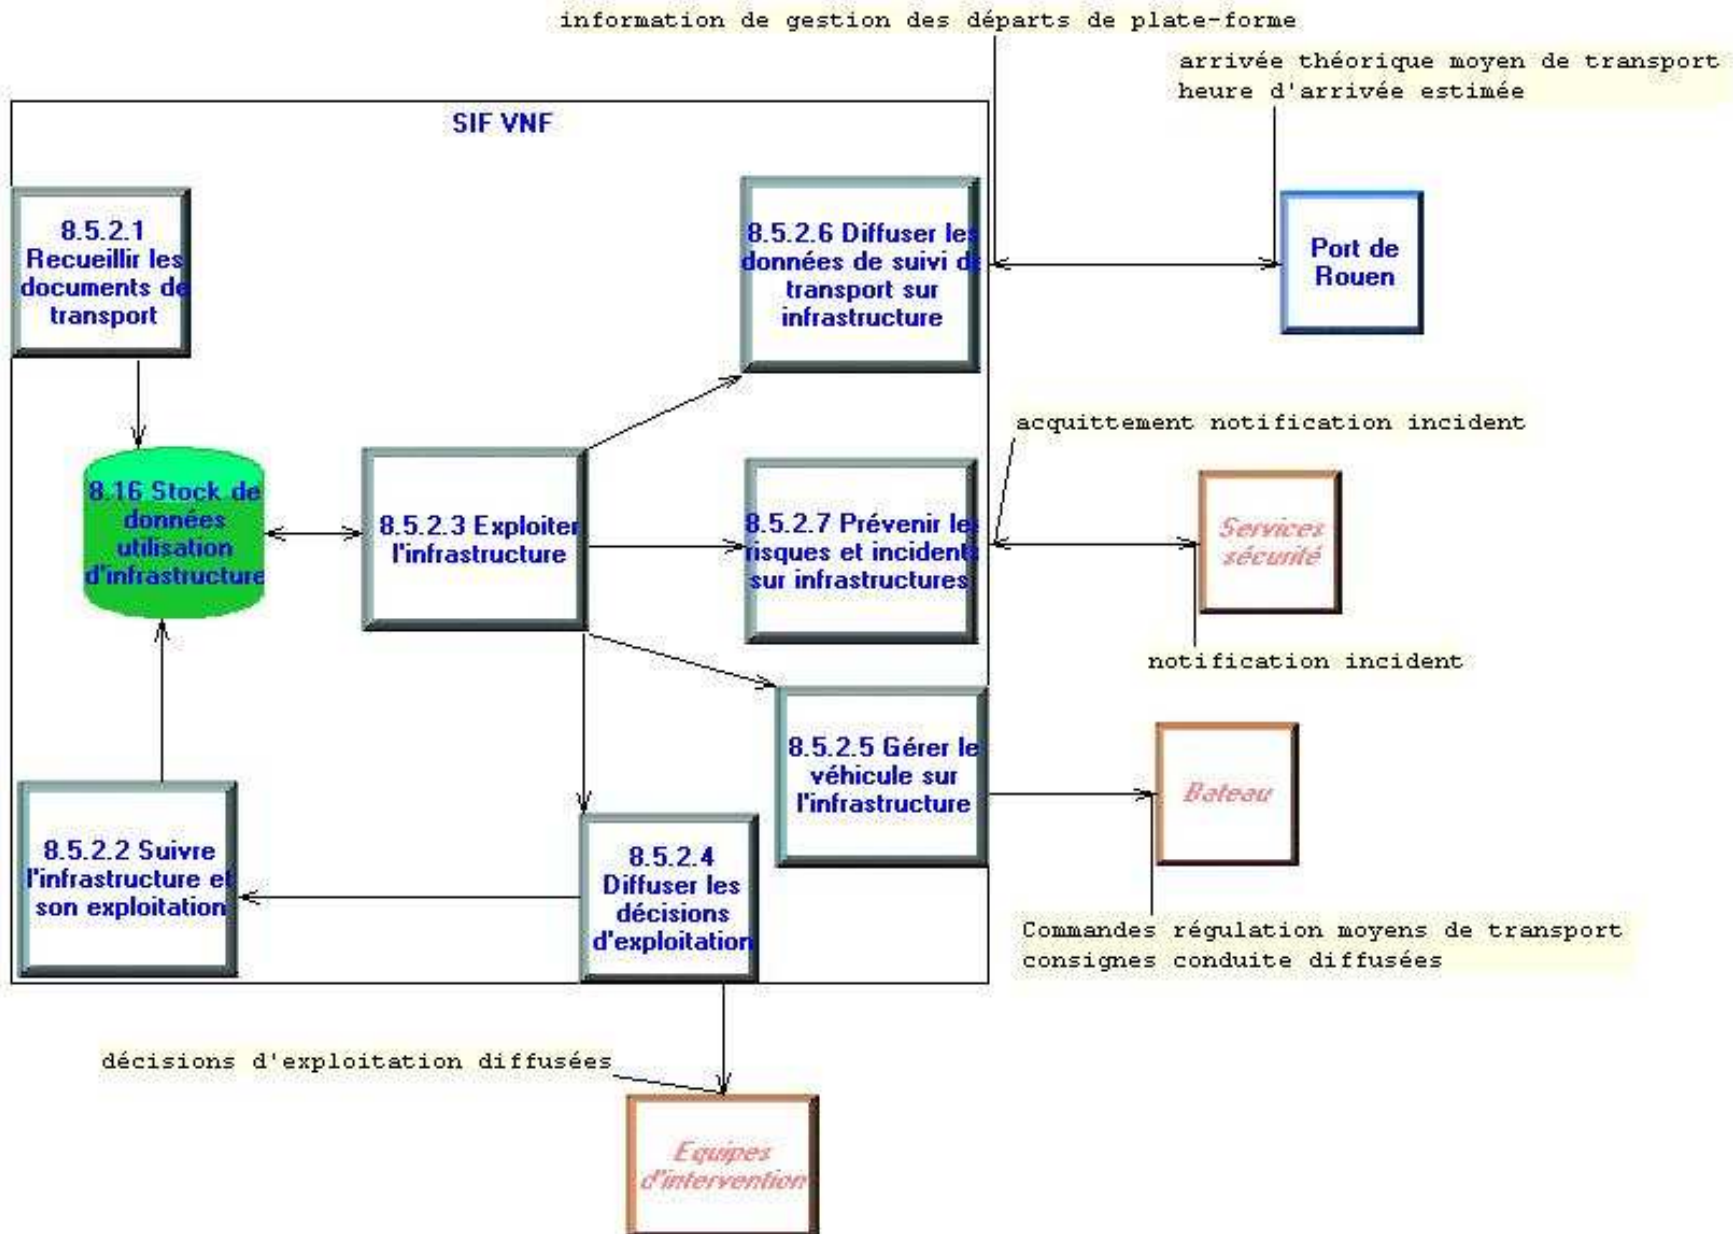 information de gestion des départs de plate-forme
arrivée théorique moyen de transport
heure d'arrivée estimée
SIF VNF
8.5.2.1
Recueillir les
documents de
transport
8.5.2.6 Diffuser les
données de suivi de
transport sur
infrastructure
Port de
Rouen
acquittement notification incident
8.16 Stock de
données
utilisation
d'infrastructure
8.5.2.3 Exploiter
l'infrastructure
8.5.2.7 Prévenir les
risques et incidents
sur infrastructures
Services
sécurité
notification incident
8.5.2.5 Gérer le
véhicule sur
l'infrastructure
Bateau
8.5.2.2 Suivre
l'infrastructure et
son exploitation
8.5.2.4
Diffuser les
décisions
d'exploitation
Commandes régulation moyens de transport
consignes conduite diffusées
décisions d'exploitation diffusées
Equipes
d'intervention